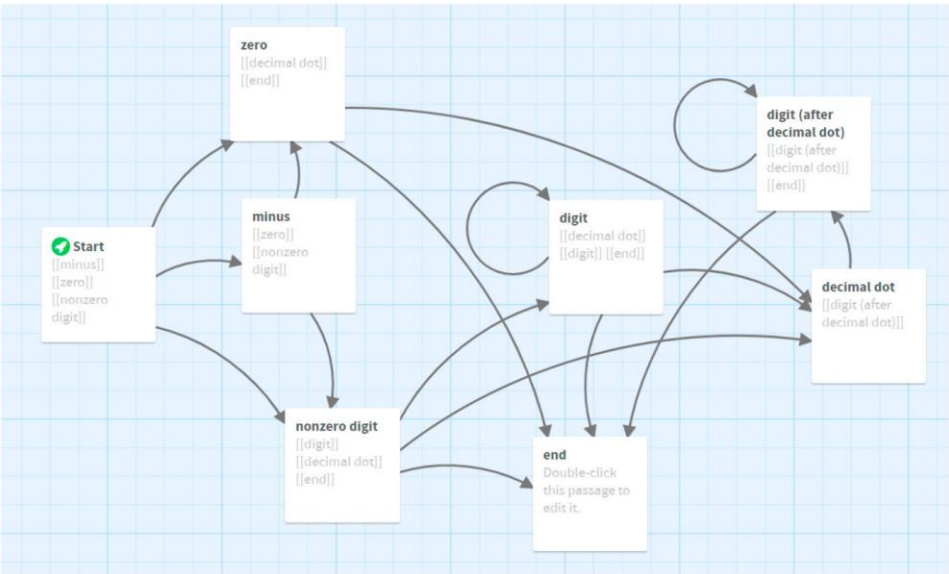 zero
[[decimal dot]]
[[end]]
digit (after
decimal dot)
[[digit (after
decimal dot)]]
[[end]]
minus
[[zero]]
[[nonzero
digit]]
digit
[[decimal dot]]
[[digit]] [[end]]
Start
[[minus]]
[[zero]]
[[nonzero
digit]]
decimal dot
[[digit (after
decimal dot)]]
nonzero digit
[[digit]]
[[decimal dot]]
[[end]]
end
Double-click
this passage to
edit it.